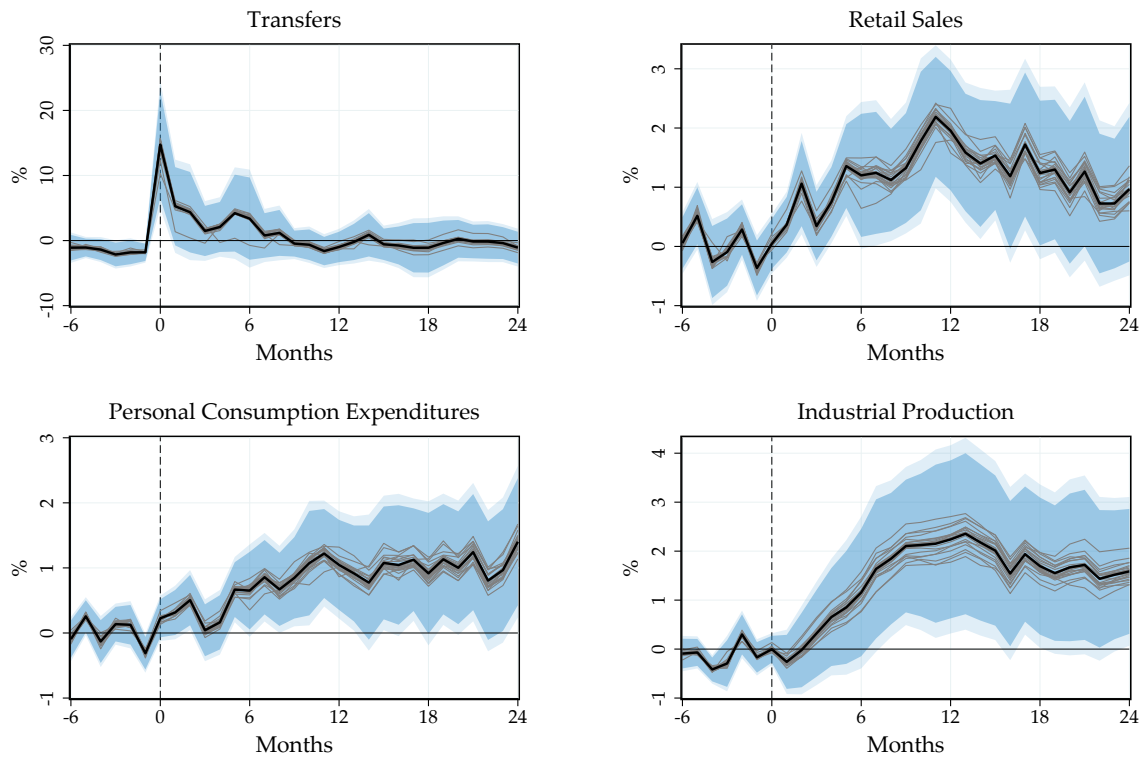 Transfers
30
20
10
0
-10
%
-6 0 6 12 18 24
Months
Retail Sales
3
2
1
0
-1
%
-6 0 6 12 18 24
Months
Personal Consumption Expenditures
3
2
1
0
-1
%
-6 0 6 12 18 24
Months
Industrial Production
4
3
2
1
0
-1
%
-6 0 6 12 18 24
Months